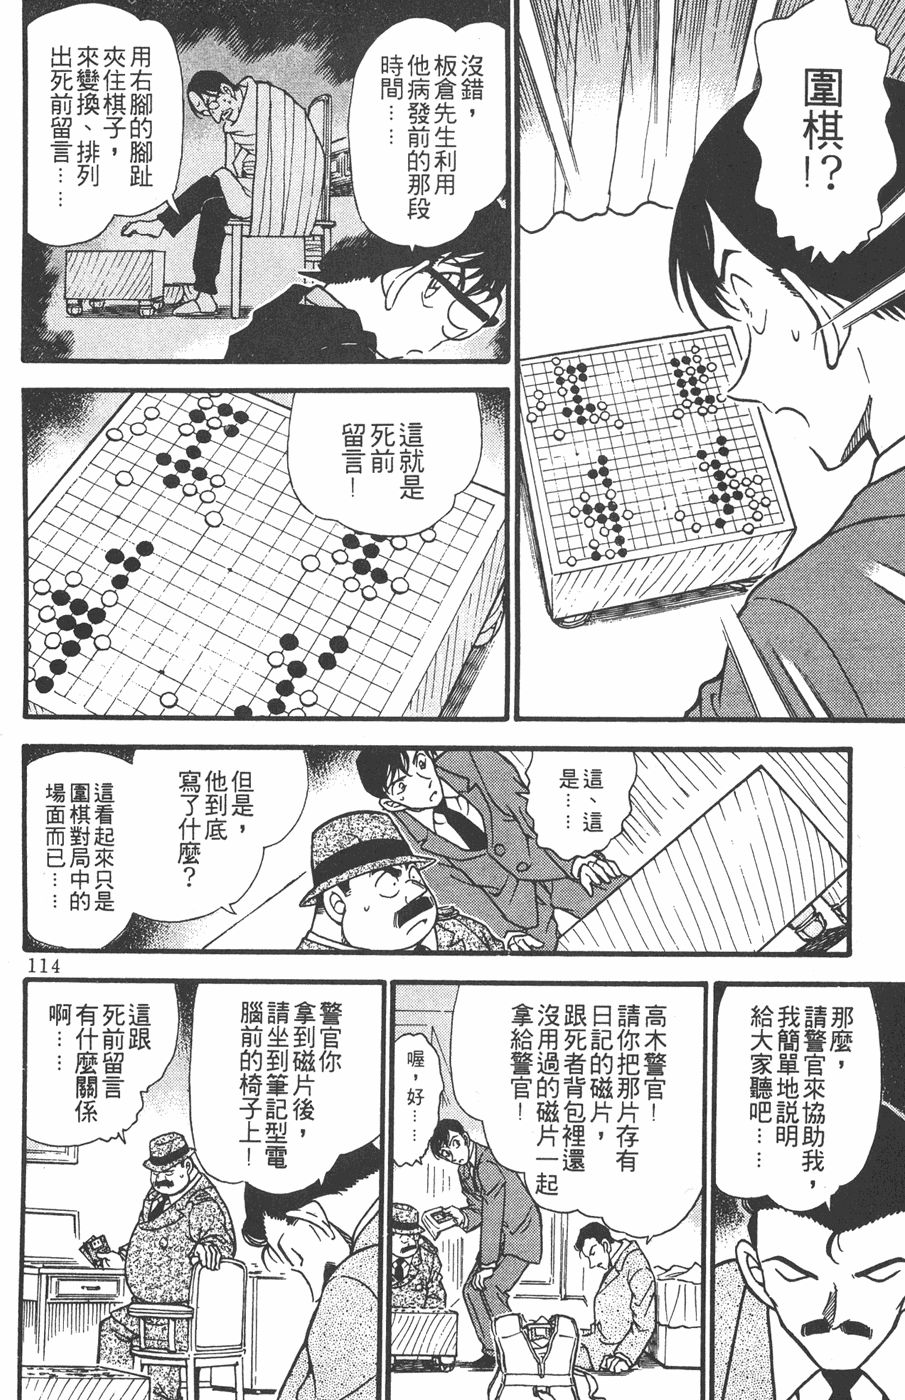 圍棋!?
沒錯，
板倉先生利用
他病發前的那段
時間……
用右腳的腳趾
夾住棋子，
來變換、排列
出死前留言……
這就是
死前
留言！
這、這
是……
但是，
他到底
寫了什麼？
這看起來只是
圍棋對局中的
場面而已……
114
那麼，
請警官來協助我，
我簡單地説明
給大家聽吧……
高木警官！
請你把那片存有
日記的磁片，
跟死者背包裡還
沒用過的磁片一起
拿給警官！
喔，好……
警官你
拿到磁片後，
請坐到筆記型電
腦前的椅子上！
這跟
死前留言
有什麼關係
啊……